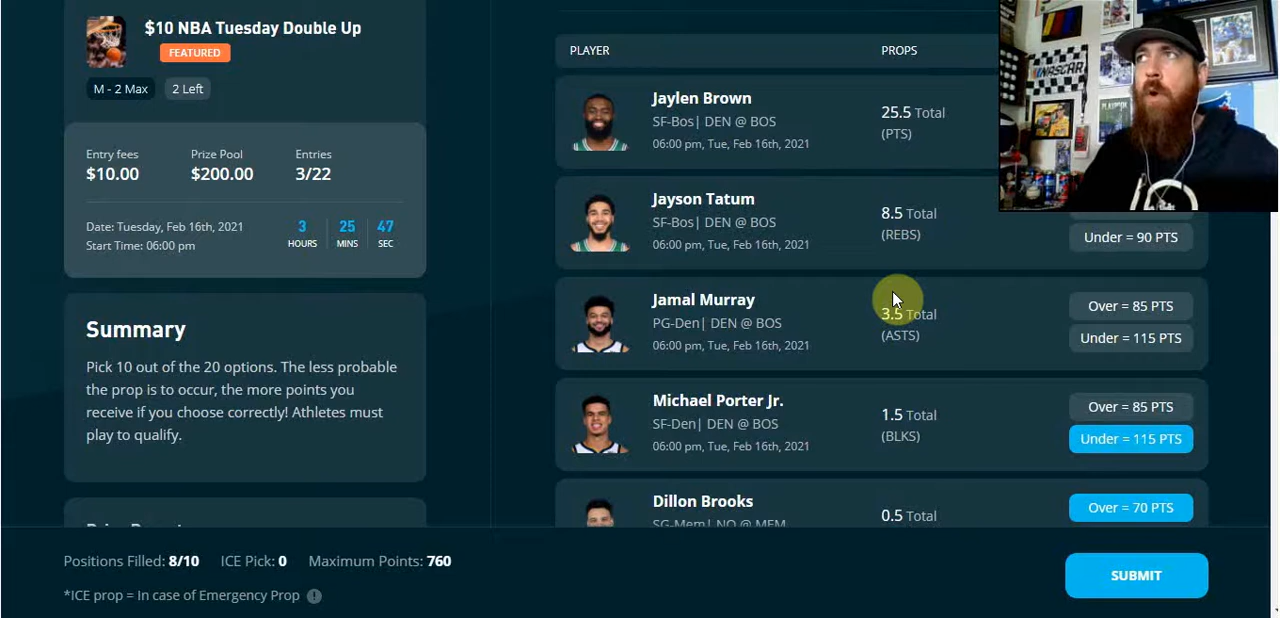 $10 NBA Tuesday Double Up
FEATURED
M - 2 Max
2 Left
Entry fees
Prize Pool
Entries
$10.00
$200.00
3/22
Date: Tuesday, Feb 16th, 2021
Start Time: 06:00 pm
3
25
47
HOURS
MINS
SEC
Summary
Pick 10 out of the 20 options. The less probable
the prop is to occur, the more points you
receive if you choose correctly! Athletes must
play to qualify.
PLAYER
PROPS
Jaylen Brown
SF-Bos| DEN @ BOS
06:00 pm, Tue, Feb 16th, 2021
25.5 Total
(PTS)
Jayson Tatum
SF-Bos| DEN @ BOS
06:00 pm, Tue, Feb 16th, 2021
8.5 Total
(REBS)
Under = 90 PTS
Jamal Murray
PG-Den| DEN @ BOS
06:00 pm, Tue, Feb 16th, 2021
3.5 Total
(ASTS)
Over = 85 PTS
Under = 115 PTS
Michael Porter Jr.
SF-Den| DEN @ BOS
06:00 pm, Tue, Feb 16th, 2021
1.5 Total
(BLKS)
Over = 85 PTS
Under = 115 PTS
Dillon Brooks
SG-Mem| NO @ MEM
0.5 Total
Over = 70 PTS
Positions Filled: 8/10
ICE Pick: 0
Maximum Points: 760
*ICE prop = In case of Emergency Prop
SUBMIT
NASCAR